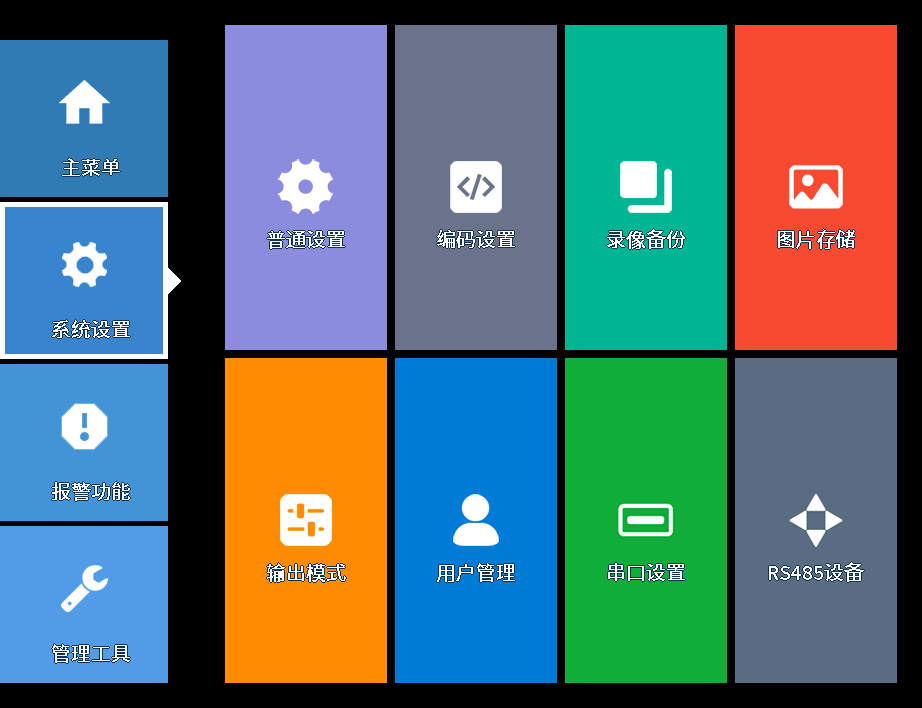 主菜单
系统设置
报警功能
管理工具
普通设置
编码设置
录像备份
图片存储
输出模式
用户管理
串口设置
RS485设备